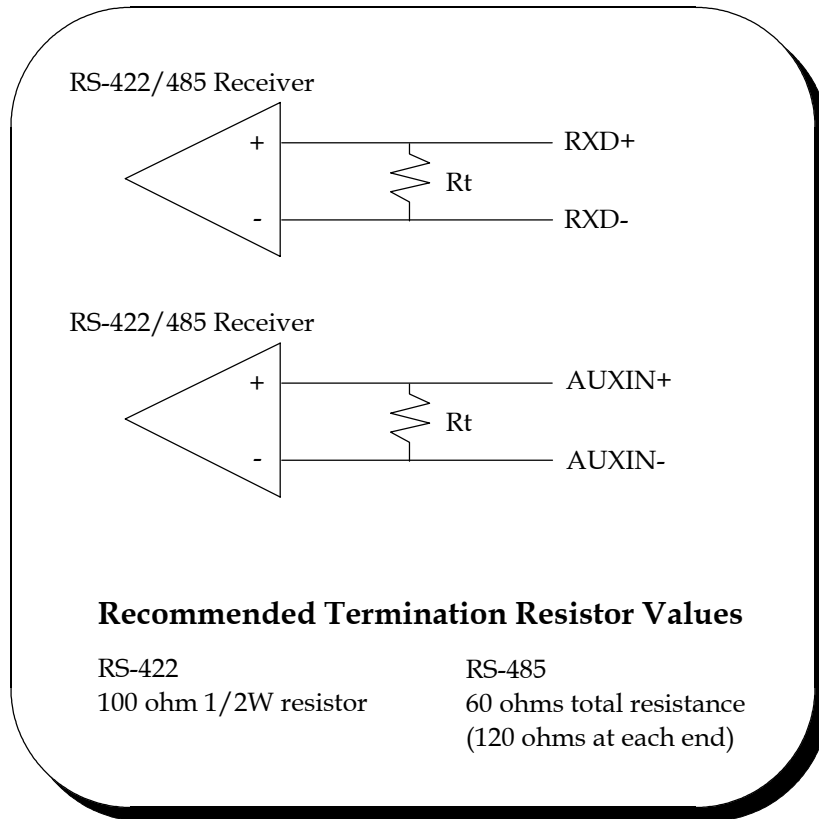 RS-422/485 Receiver
+
RXD+
Rt
-
RXD-
RS-422/485 Receiver
+
AUXIN+
Rt
-
AUXIN-
Recommended Termination Resistor Values
RS-422
100 ohm 1/2W resistor
RS-485
60 ohms total resistance
(120 ohms at each end)